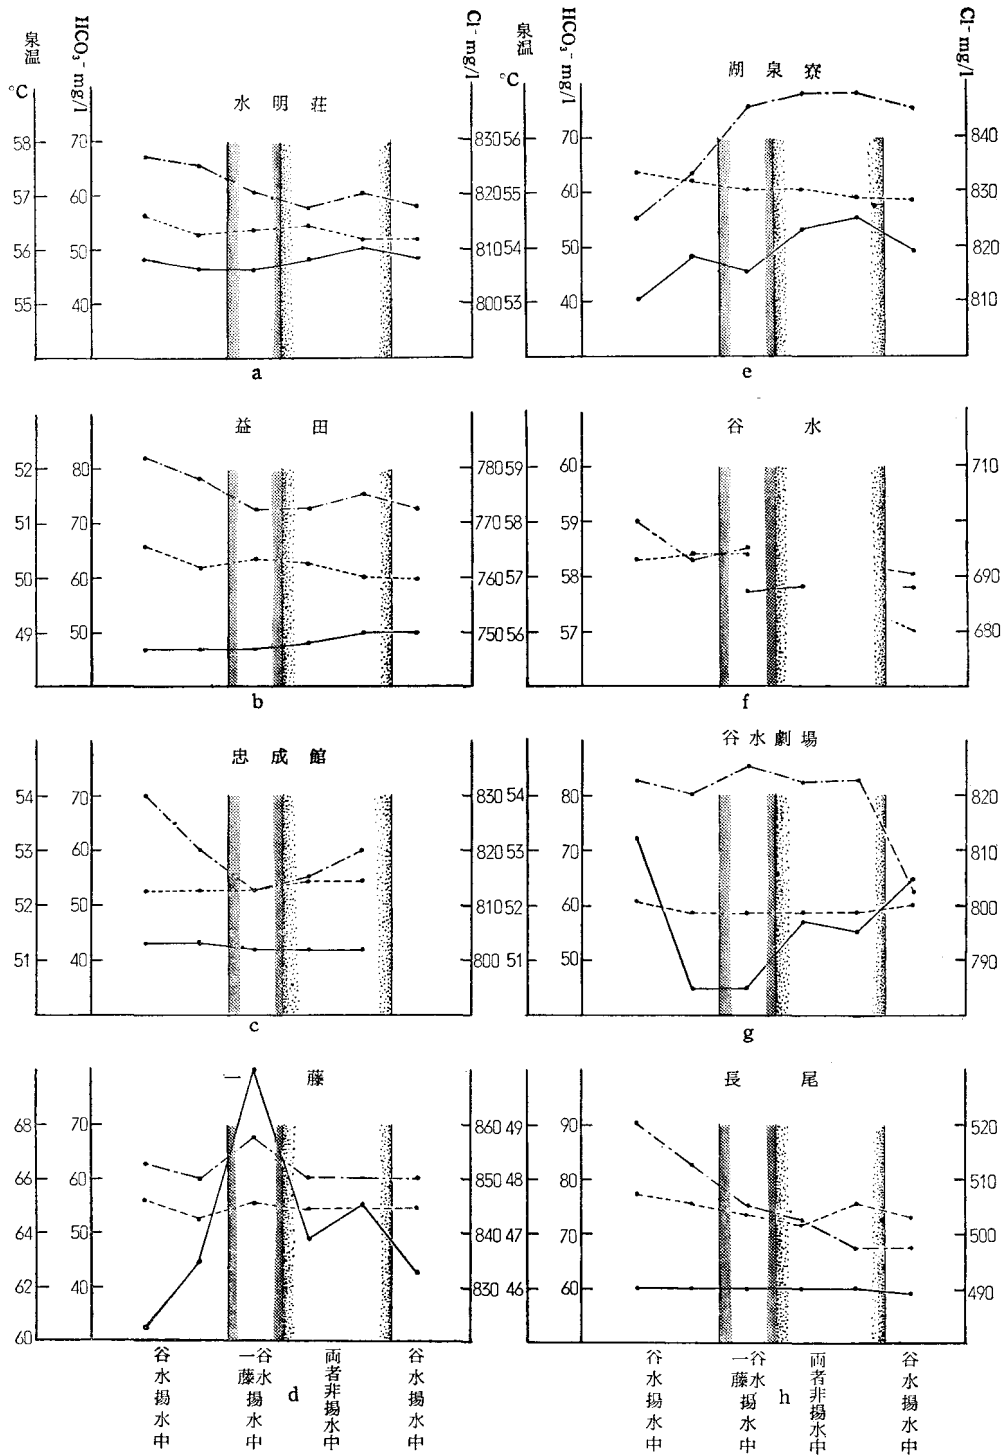 泉温
HCO₃⁻ mg/l
Cl⁻ mg/l
°C
水明荘
58
57
56
55
70
60
50
40
830
820
810
800
a
泉温
HCO₃⁻ mg/l
Cl⁻ mg/l
°C
湖泉寮
56
55
54
53
70
60
50
40
840
830
820
810
e
益田
52
51
50
49
80
70
60
50
780
770
760
750
b
谷水
59
58
57
56
60
59
58
57
710
690
680
f
忠成館
54
53
52
51
70
60
50
40
830
820
810
800
c
谷水劇場
54
53
52
51
80
70
60
50
820
810
800
790
g
一藤
68
66
64
62
60
70
60
50
40
860
850
840
830
谷水揚水中
谷水
一藤揚水中
両者非揚水中
谷水揚水中
d
長尾
49
48
47
46
90
80
70
60
520
510
500
490
谷水揚水中
谷水
一藤揚水中
両者非揚水中
谷水揚水中
h